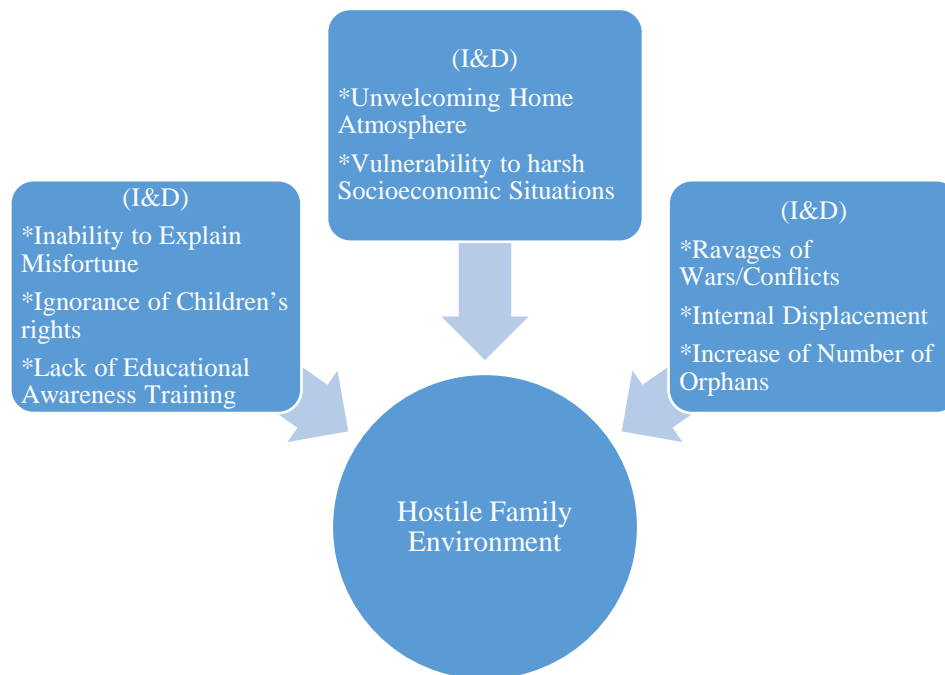 (I&D)
*Inability to Explain
Misfortune
*Ignorance of Children’s
rights
*Lack of Educational
Awareness Training
(I&D)
*Unwelcoming Home
Atmosphere
*Vulnerability to harsh
Socioeconomic Situations
(I&D)
*Ravages of
Wars/Conflicts
*Internal Displacement
*Increase of Number of
Orphans
Hostile Family
Environment